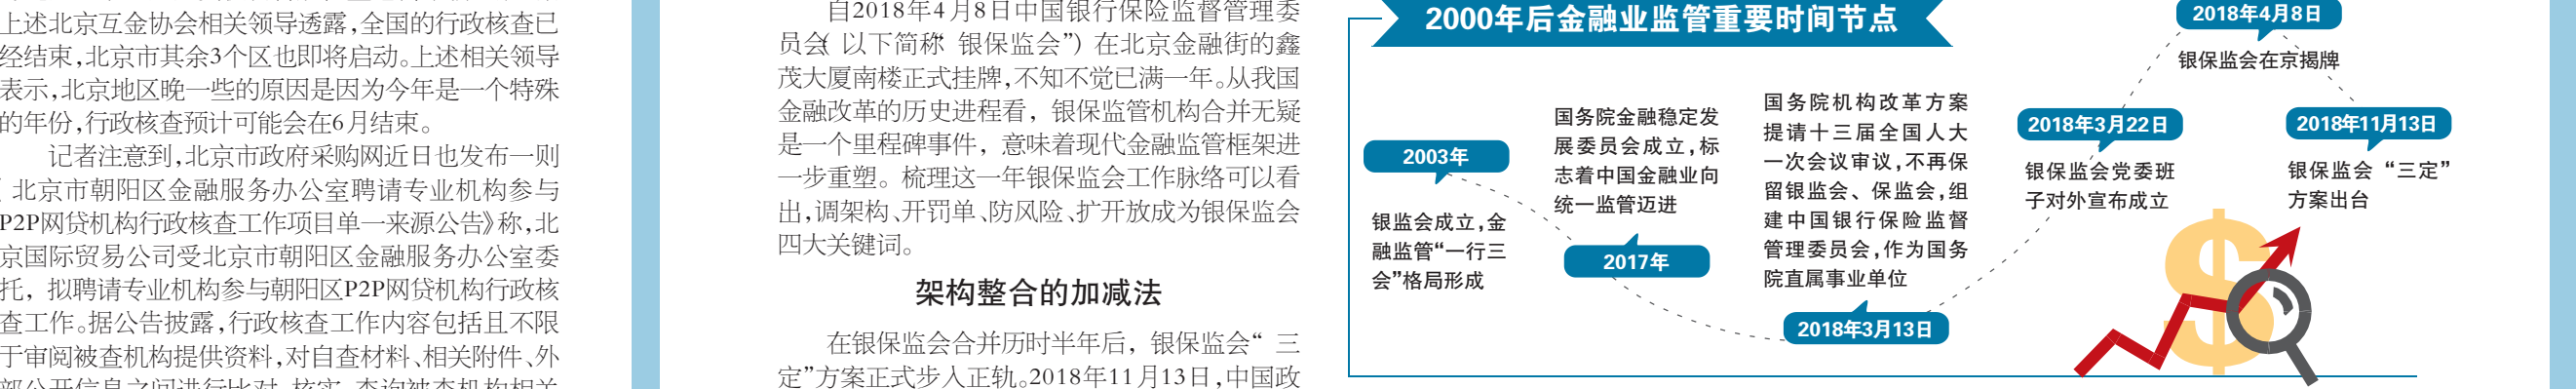 上述北京互金协会相关领导透露,全国的行政核查已
经结束,北京市其余3个区也即将启动。上述相关领导
表示,北京地区晚一些的原因是因为今年是一个特殊
的年份,行政核查预计可能会在6月结束。
记者注意到,北京市政府采购网近日也发布一则
北京市朝阳区金融服务办公室聘请专业机构参与
P2P网贷机构行政核查工作项目单一来源公告》称,北
京国际贸易公司受北京市朝阳区金融服务办公室委
托，拟聘请专业机构参与朝阳区P2P网贷机构行政核
查工作。据公告披露,行政核查工作内容包括且不限
于审阅被查机构提供资料,对自查材料、相关附件、外
自2018年4月8日中国银行保险监督管理委
员会(以下简称“银保监会”)在北京金融街的鑫
茂大厦南楼正式挂牌,不知不觉已满一年。从我国
金融改革的历史进程看，银保监管机构合并无疑
是一个里程碑事件，意味着现代金融监管框架进
一步重塑。梳理这一年银保监会工作脉络可以看
出,调架构、开罚单、防风险、扩开放成为银保监会
四大关键词。
架构整合的加减法
在银保监会合并历时半年后，银保监会“三
定”方案正式步入正轨。2018年11月13日,中国政
2000年后金融业监管重要时间节点
2003年
银监会成立,金
融监管“一行三
会”格局形成
国务院金融稳定发
展委员会成立,标
志着中国金融业向
统一监管迈进
2017年
国务院机构改革方案
提请十三届全国人大
一次会议审议,不再保
留银监会、保监会,组
建中国银行保险监督
管理委员会,作为国务
院直属事业单位
2018年3月13日
2018年3月22日
银保监会党委班
子对外宣布成立
2018年4月8日
银保监会在京揭牌
2018年11月13日
银保监会“三定”
方案出台
$